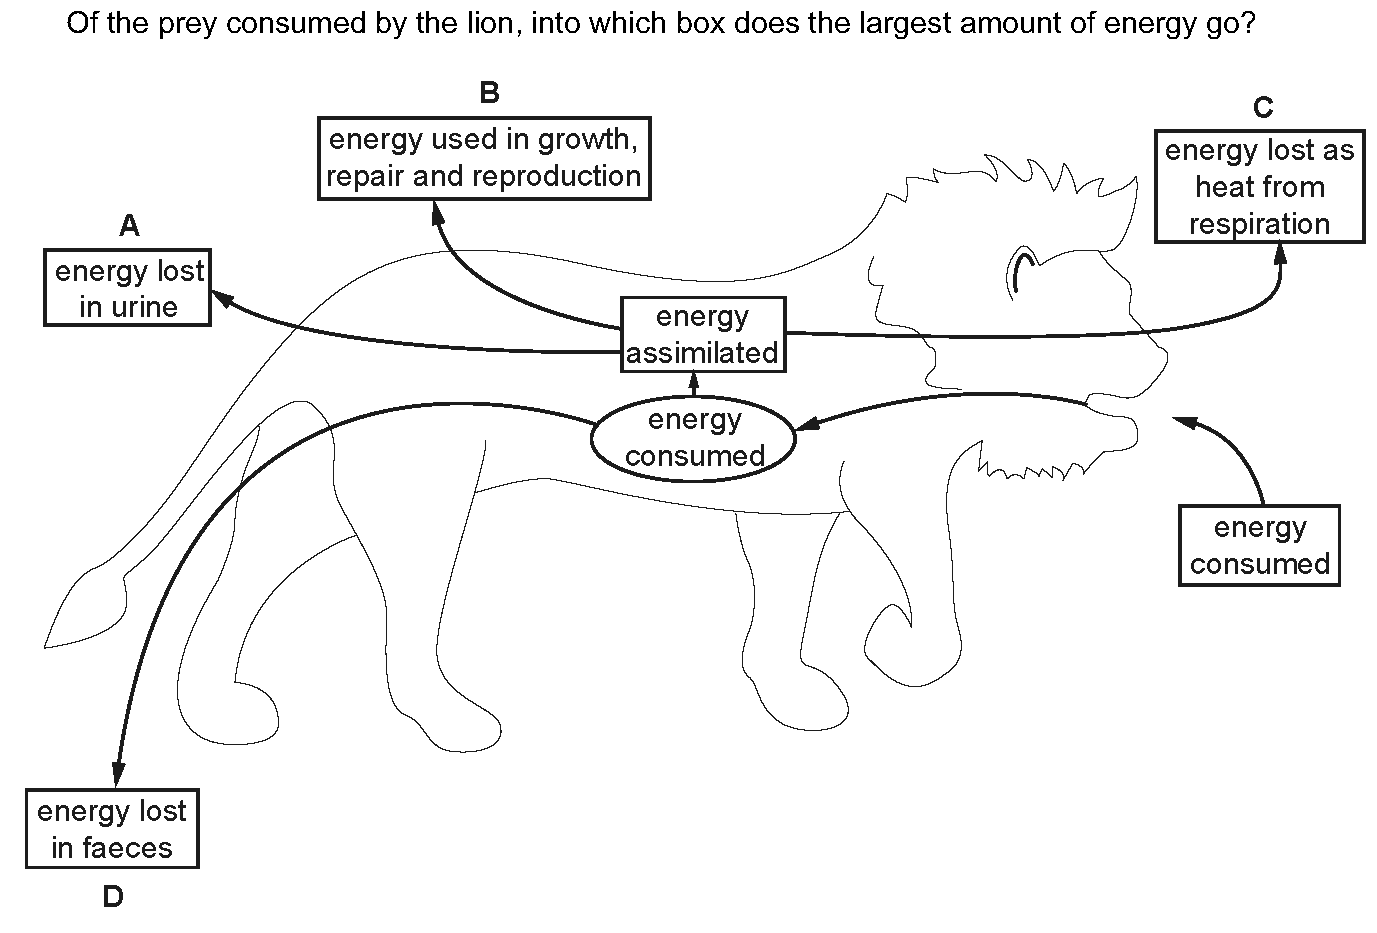 Of the prey consumed by the lion, into which box does the largest amount of energy go?
B
energy used in growth,
repair and reproduction
C
energy lost as
heat from
respiration
A
energy lost
in urine
energy
assimilated
energy
consumed
energy
consumed
energy lost
in faeces
D